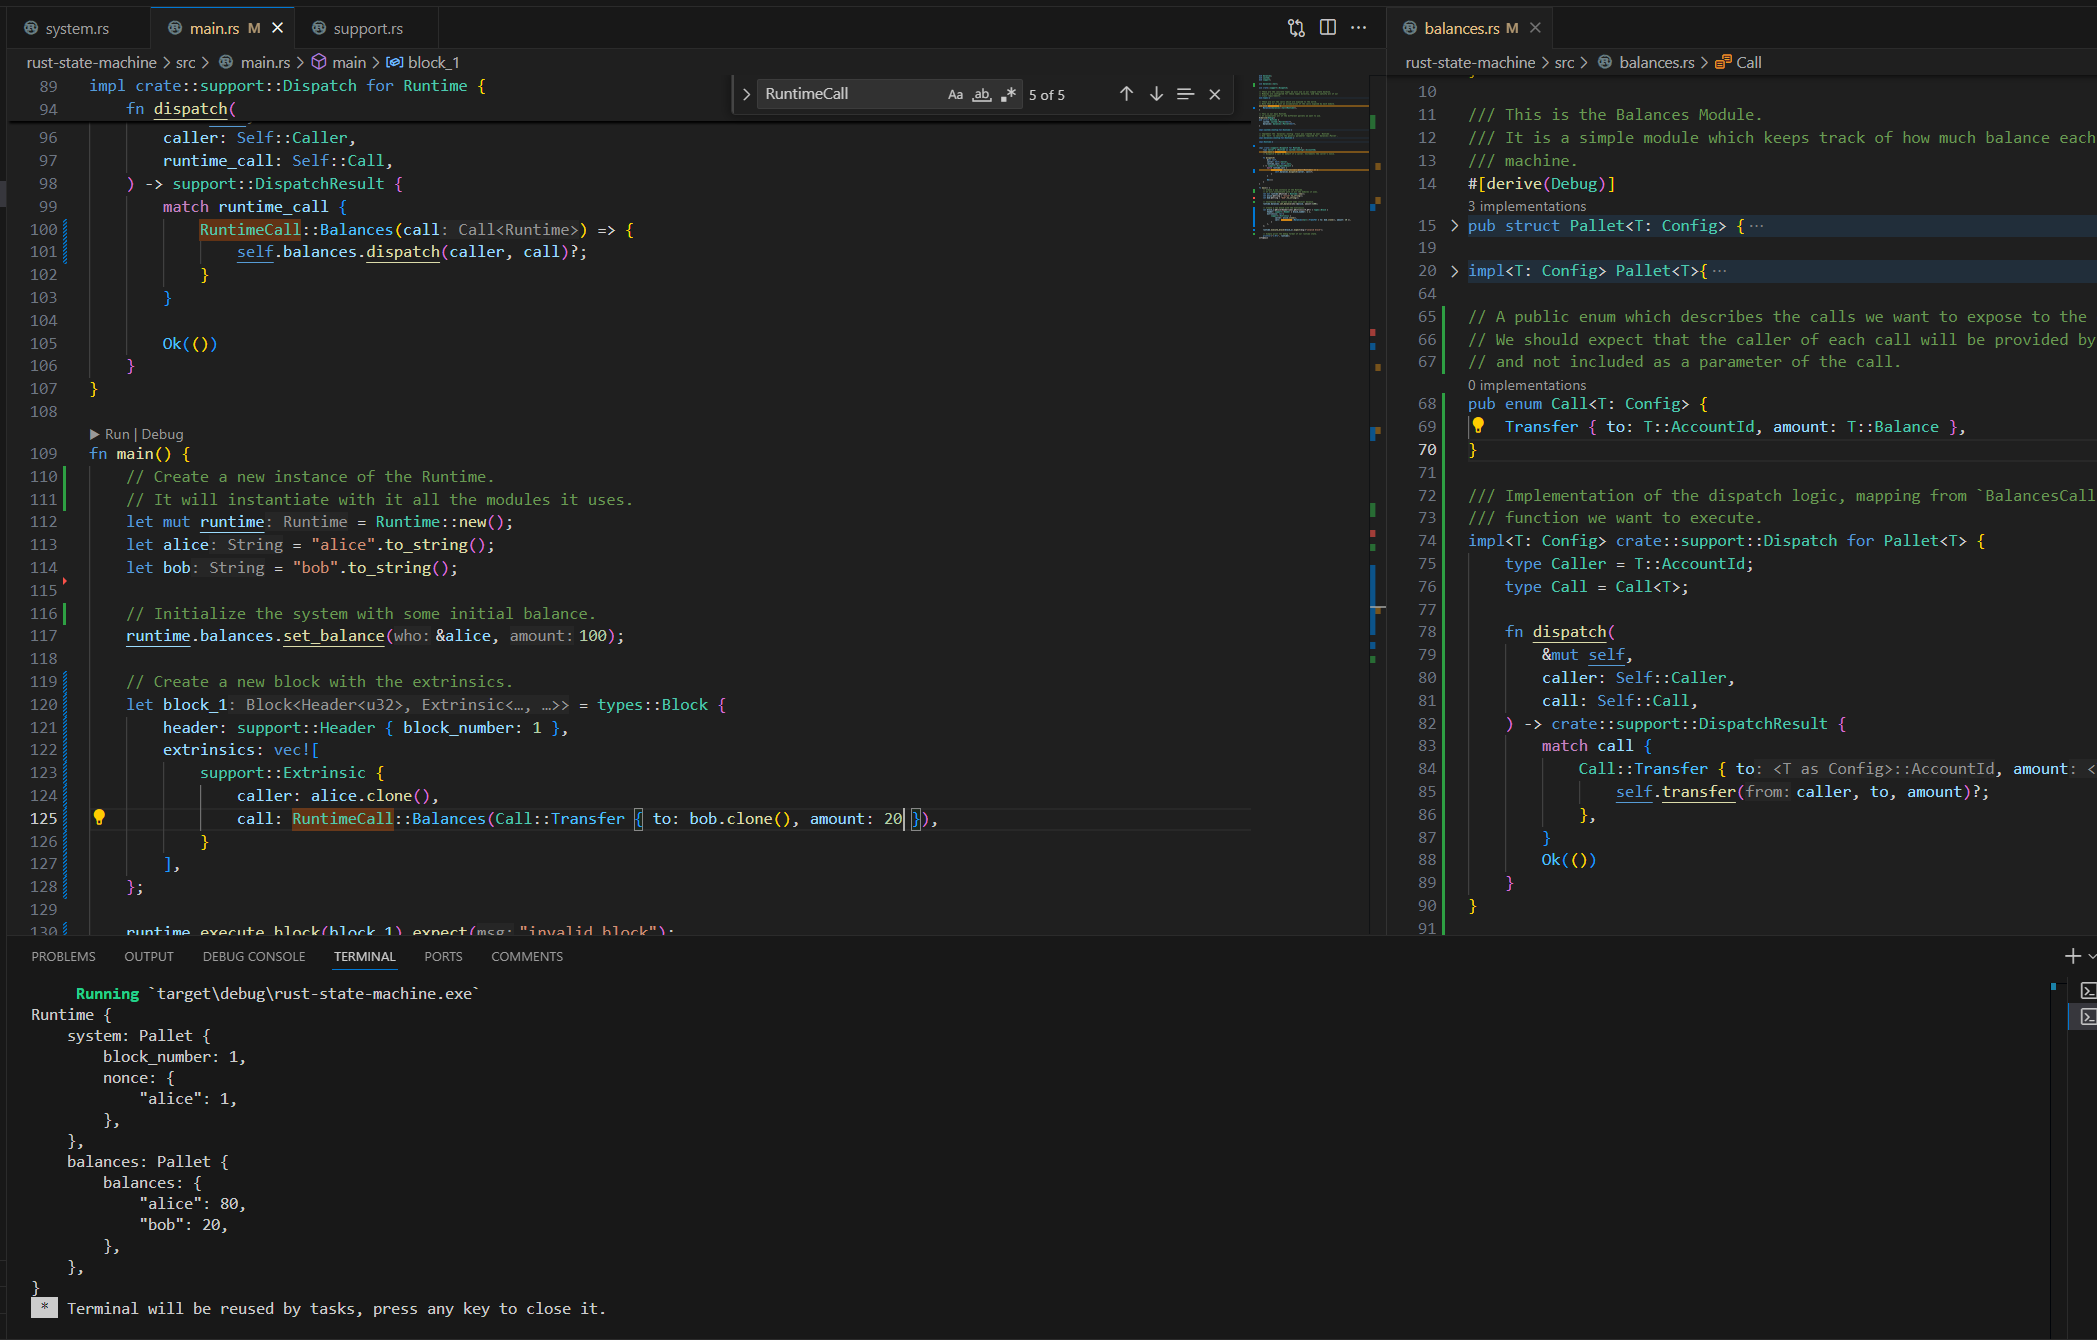 system.rs
main.rs M
support.rs
rust-state-machine > src > main.rs > main > block_1
RuntimeCall
Aa ab 5 of 5
89 impl crate::support::Dispatch for Runtime {
94 fn dispatch(
96 caller: Self::Caller,
97 runtime_call: Self::Call,
98 ) -> support::DispatchResult {
99 match runtime_call {
100 RuntimeCall::Balances(call: Call<Runtime>) => {
101 self.balances.dispatch(caller, call)?;
102 }
103 }
104
105 Ok(())
106 }
107 }
108
Run | Debug
109 fn main() {
110 // Create a new instance of the Runtime.
111 // It will instantiate with it all the modules it uses.
112 let mut runtime: Runtime = Runtime::new();
113 let alice: String = "alice".to_string();
114 let bob: String = "bob".to_string();
115
116 // Initialize the system with some initial balance.
117 runtime.balances.set_balance(who: &alice, amount: 100);
118
119 // Create a new block with the extrinsics.
120 let block_1: Block<Header<u32>, Extrinsic<…, …>> = types::Block {
121 header: support::Header { block_number: 1 },
122 extrinsics: vec![
123 support::Extrinsic {
124 caller: alice.clone(),
125 call: RuntimeCall::Balances(Call::Transfer { to: bob.clone(), amount: 20 }),
126 }
127 ],
128 };
129
130 runtime.execute_block(block_1).expect(msg: "invalid block");
balances.rs M
rust-state-machine > src > balances.rs > Call
10
11 /// This is the Balances Module.
12 /// It is a simple module which keeps track of how much balance each
13 /// machine.
14 #[derive(Debug)]
3 implementations
15 pub struct Pallet<T: Config> { ⋯
19
20 impl<T: Config> Pallet<T>{ ⋯
64
65 // A public enum which describes the calls we want to expose to the
66 // We should expect that the caller of each call will be provided by
67 // and not included as a parameter of the call.
0 implementations
68 pub enum Call<T: Config> {
69 Transfer { to: T::AccountId, amount: T::Balance },
70 }
71
72 /// Implementation of the dispatch logic, mapping from `BalancesCall
73 /// function we want to execute.
74 impl<T: Config> crate::support::Dispatch for Pallet<T> {
75 type Caller = T::AccountId;
76 type Call = Call<T>;
77
78 fn dispatch(
79 &mut self,
80 caller: Self::Caller,
81 call: Self::Call,
82 ) -> crate::support::DispatchResult {
83 match call {
84 Call::Transfer { to: <T as Config>::AccountId, amount: <
85 self.transfer(from: caller, to, amount)?;
86 },
87 }
88 Ok(())
89 }
90 }
91
PROBLEMS OUTPUT DEBUG CONSOLE TERMINAL PORTS COMMENTS
Running `target\debug\rust-state-machine.exe`
Runtime {
system: Pallet {
block_number: 1,
nonce: {
"alice": 1,
},
},
balances: Pallet {
balances: {
"alice": 80,
"bob": 20,
},
},
}
* Terminal will be reused by tasks, press any key to close it.